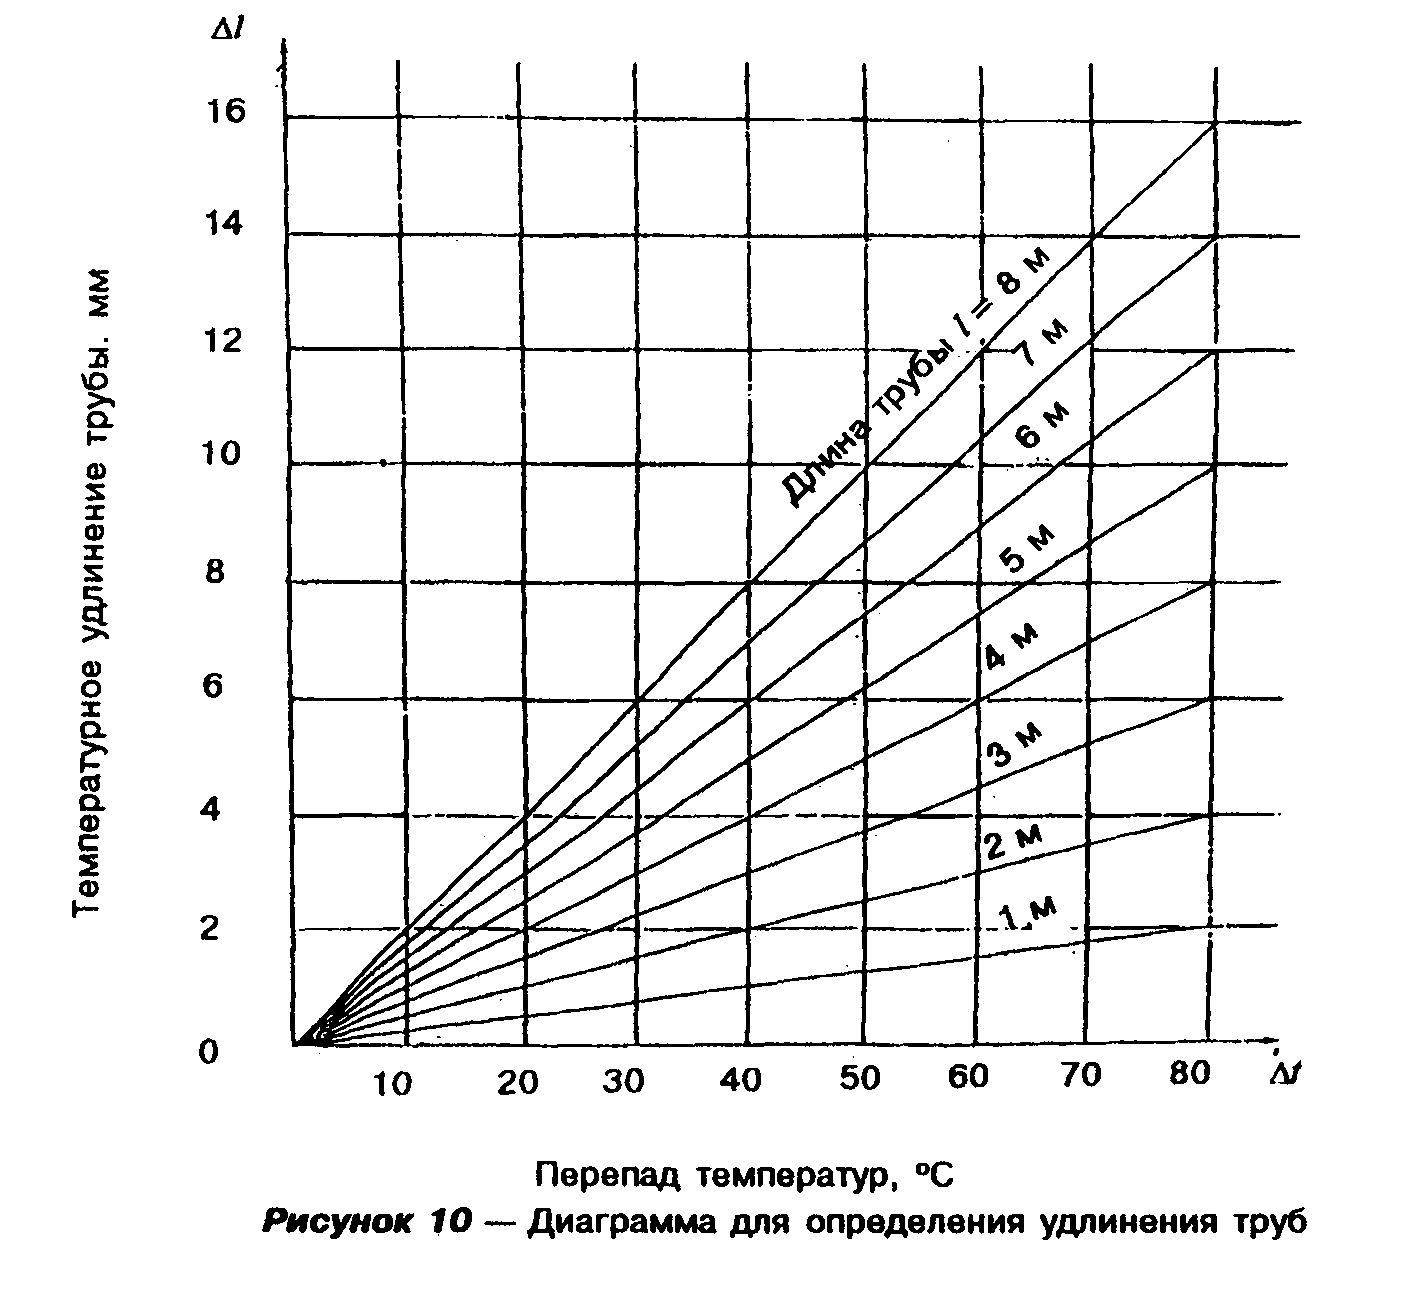 Δl
16
14
12
10
8
6
4
2
0
Температурное удлинение трубы. мм
Длина трубы l = 8 м
7 м
6 м
5 м
4 м
3 м
2 м
1 м
10 20 30 40 50 60 70 80 Δt
Перепад температур, ºС
Рисунок 10 — Диаграмма для определения удлинения труб